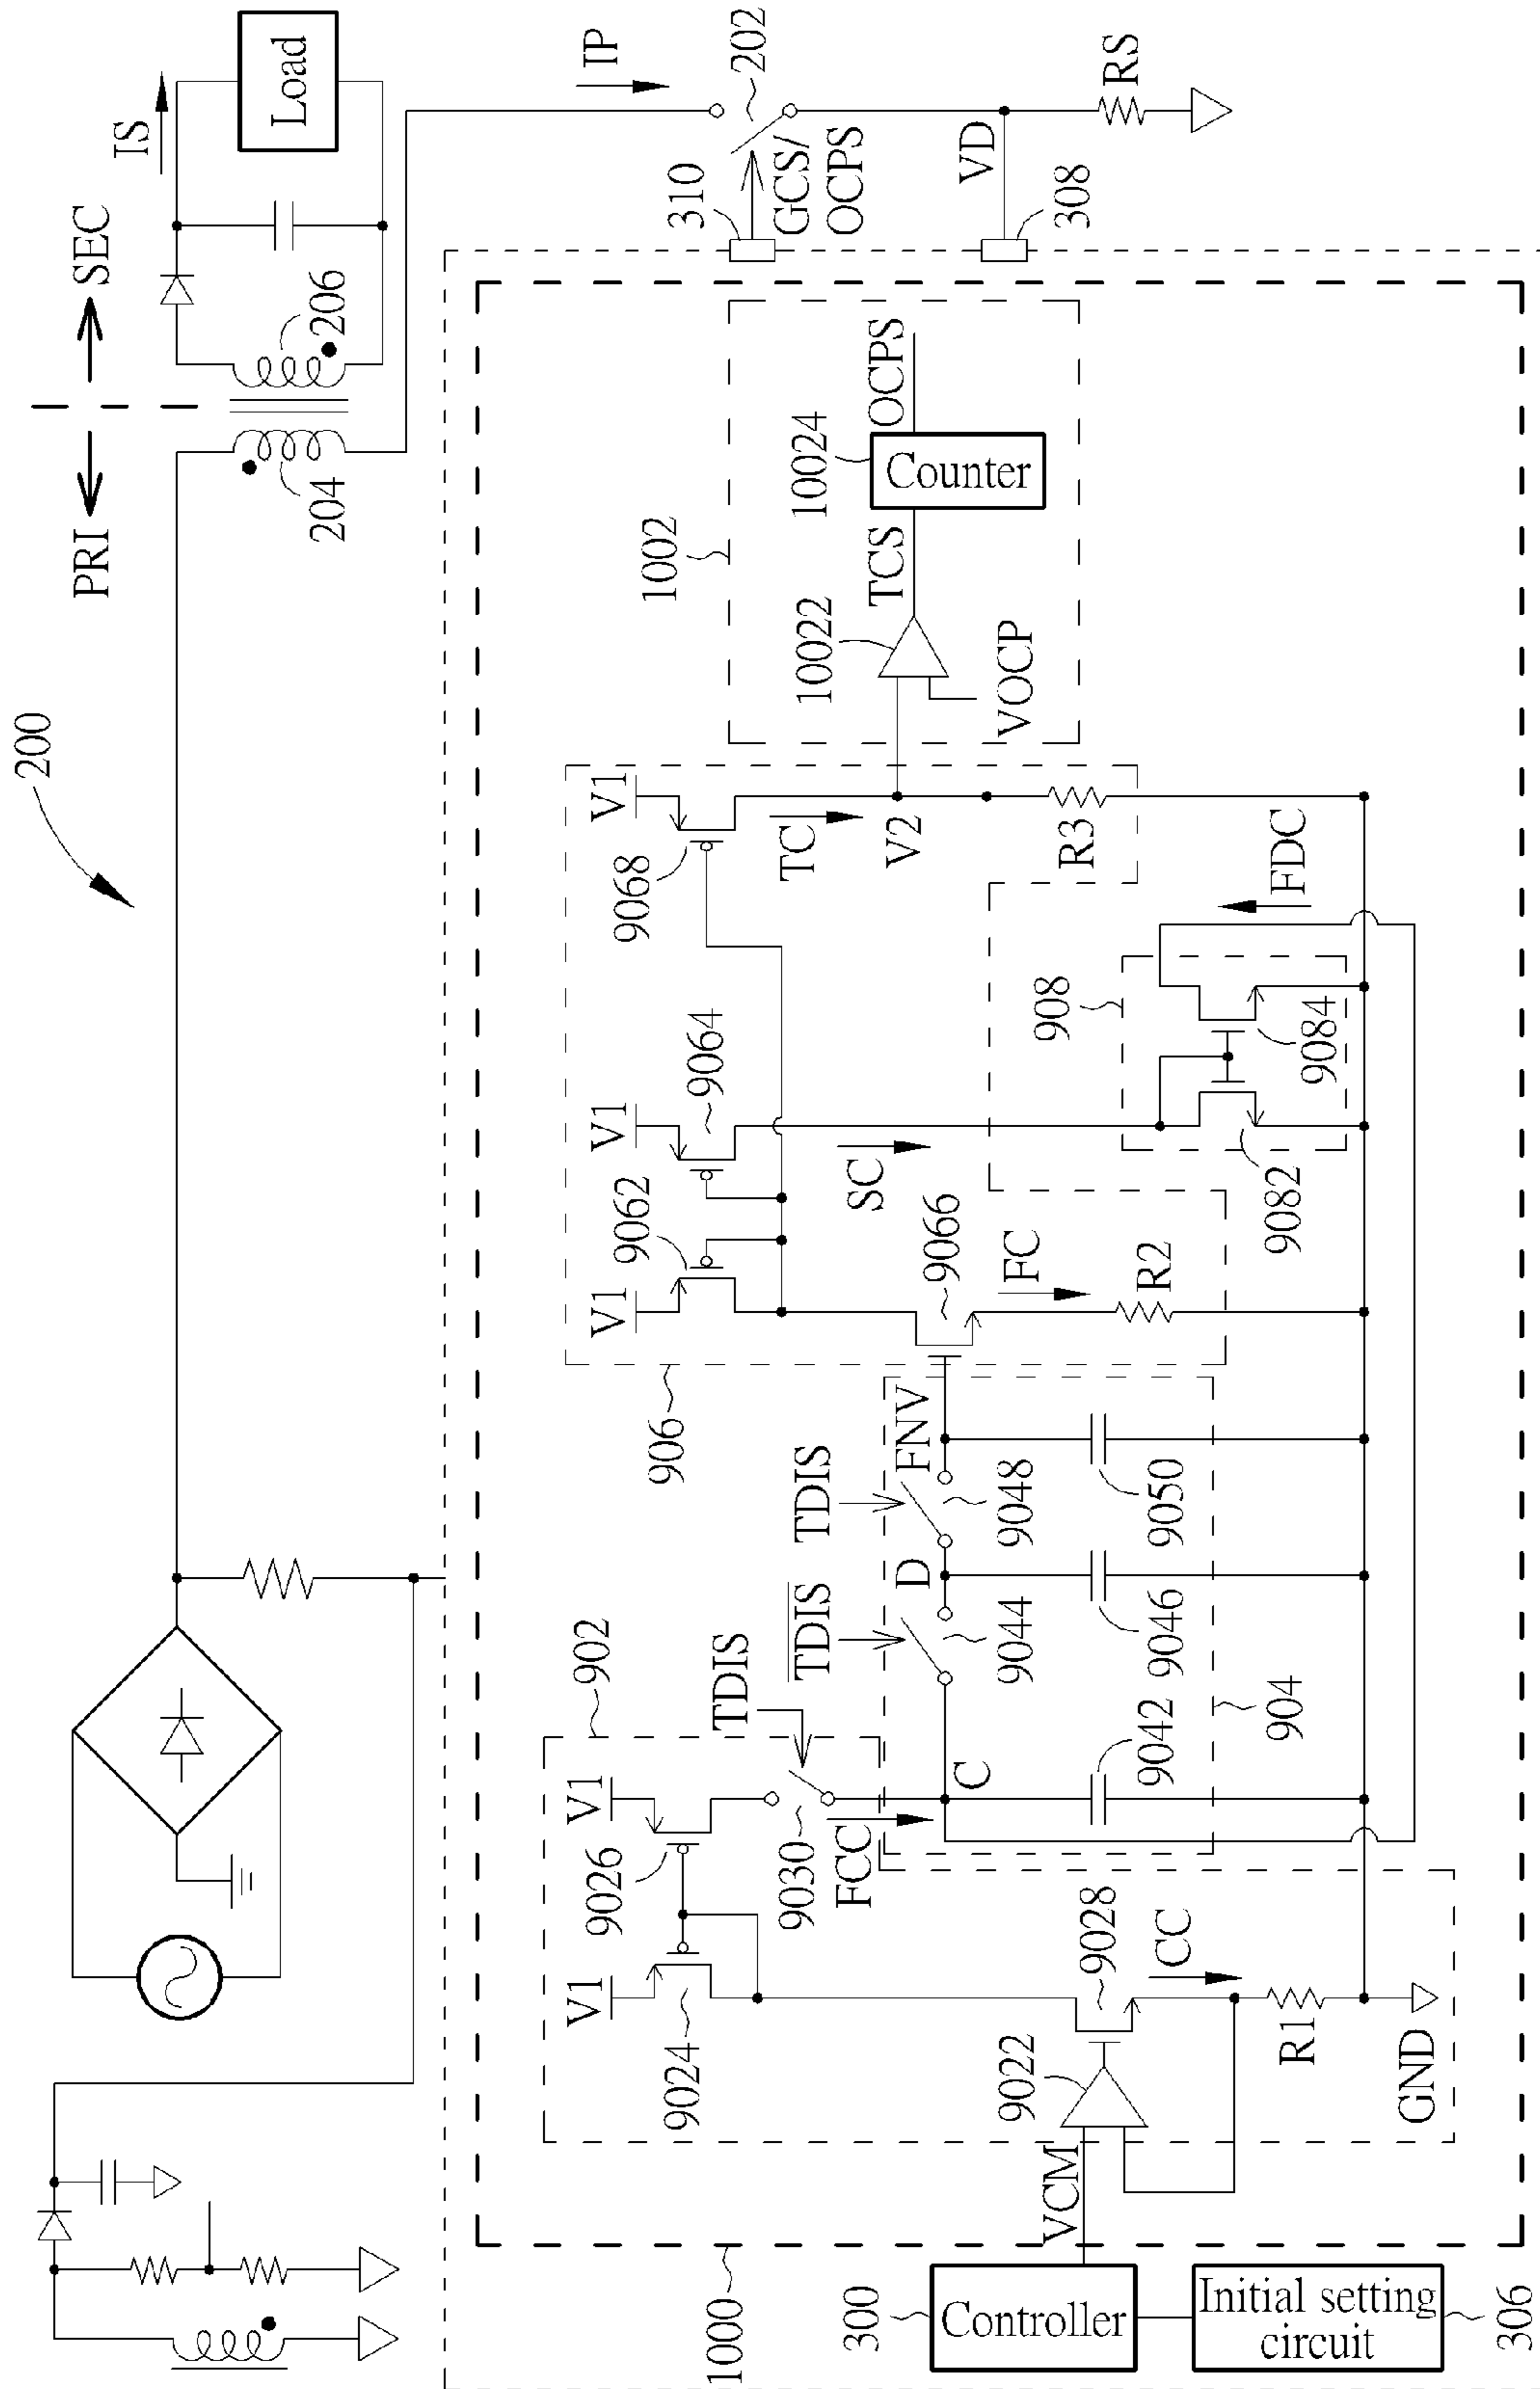 200
PRI
SEC
204
206
IS
Load
IP
202
GCS/
OCPS
310
VD
308
RS
1000
300
Controller
Initial setting
circuit
306
VCM
902
V1
V1
9024
9026
TDIS
9030
FCC
9022
9028
CC
R1
GND
904
C
9042
TDIS
9044
D
9046
TDIS
9048
FNV
9050
906
V1
9062
V1
9064
V1
9068
9066
FC
R2
SC
TC
V2
R3
908
9082
9084
FDC
1002
10022
VOCP
TCS
10024
Counter
OCPS